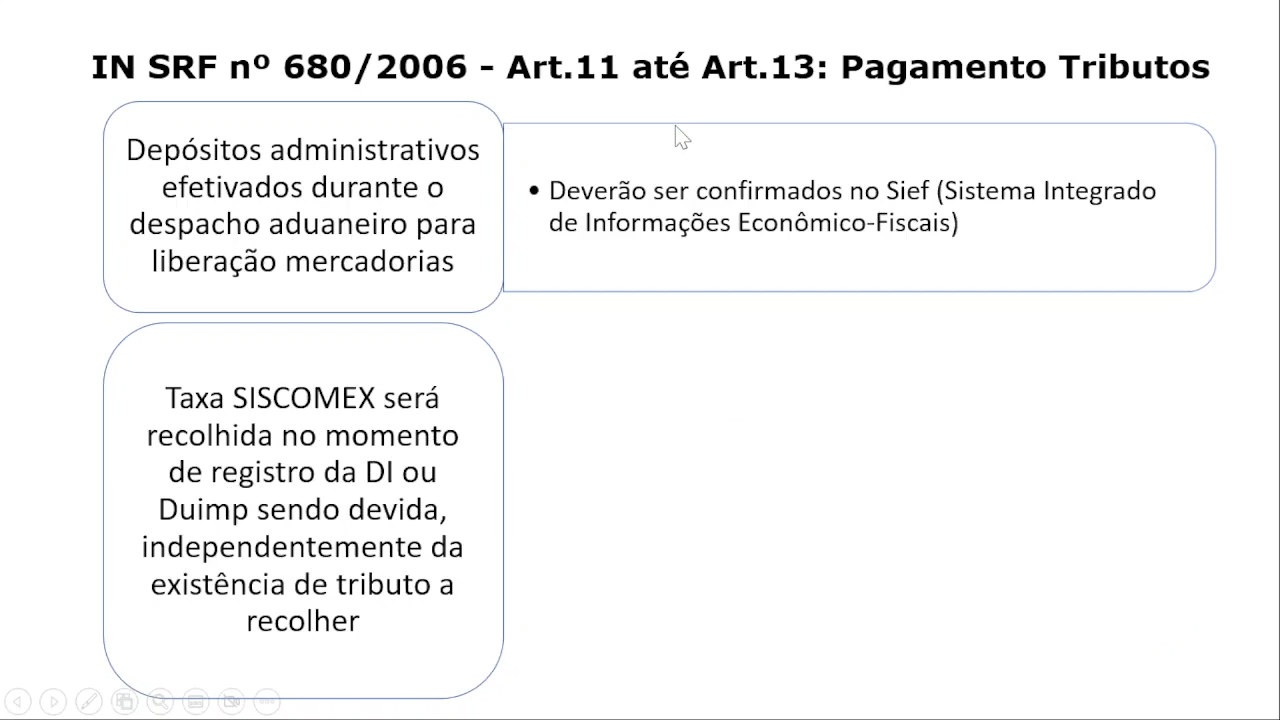 IN SRF nº 680/2006 - Art.11 até Art.13: Pagamento Tributos
Depósitos administrativos
efetivados durante o
despacho aduaneiro para
liberação mercadorias
• Deverão ser confirmados no Sief (Sistema Integrado
de Informações Econômico-Fiscais)
Taxa SISCOMEX será
recolhida no momento
de registro da DI ou
Duimp sendo devida,
independentemente da
existência de tributo a
recolher